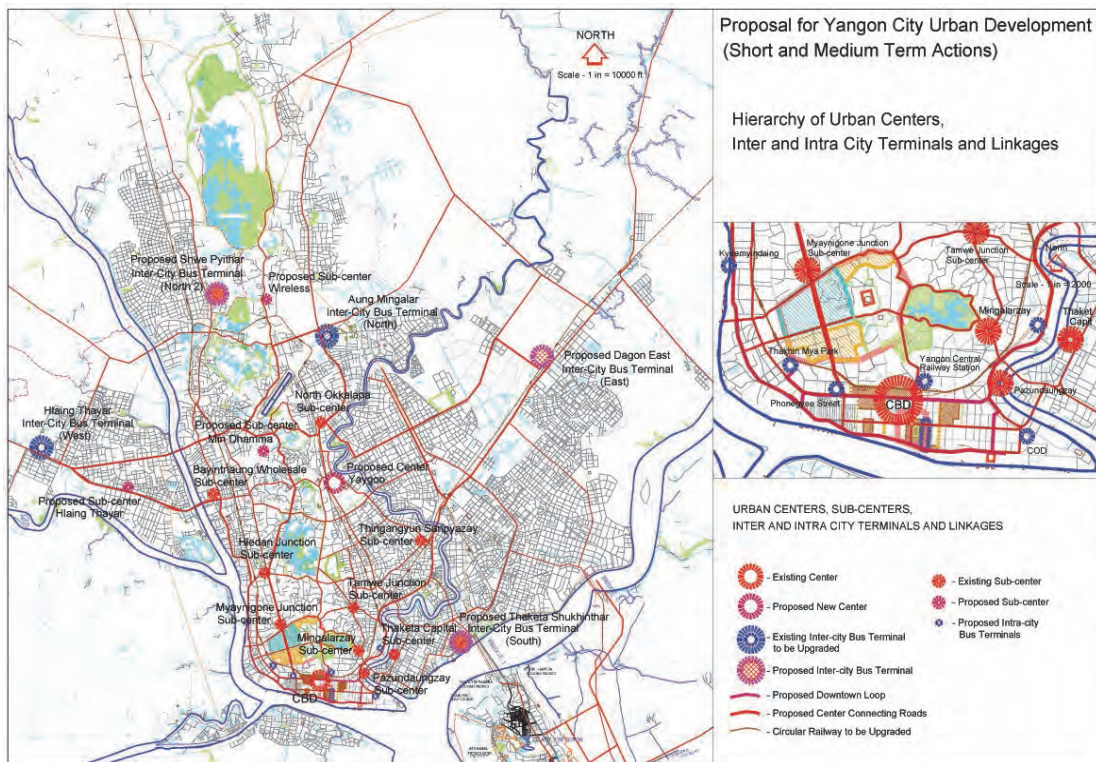 Proposal for Yangon City Urban Development
(Short and Medium Term Actions)
Hierarchy of Urban Centers,
Inter and Intra City Terminals and Linkages
NORTH
Scale - 1 in = 10000 ft
Proposed Shwe Pyithar
Inter-City Bus Terminal
(North 2)
Proposed Sub-center
Wireless
Aung Mingalar
Inter-City Bus Terminal
(North)
Proposed Dagon East
Inter-City Bus Terminal
(East)
North Okkalapa
Sub-center
Hlaing Thayar
Inter-City Bus Terminal
(West)
Proposed Sub-center
Min Dhamma
Bayintnaung Wholesale
Sub-center
Proposed Center
Yaygoo
Proposed Sub-center
Hlaing Thayar
Thingangyun Sanpyazay
Sub-center
Hledan Junction
Sub-center
Tamwe Junction
Sub-center
Myaynigone Junction
Sub-center
Proposed Thaketa Shukhinthar
Inter-City Bus Terminal
(South)
Mingalarzay
Sub-center
Thaketa Capital
Sub-center
Pazundaungzay
Sub-center
CBD
Kyeemyindaing
Myaynigone Junction
Sub-center
Tamwe Junction
Sub-center
North
Scale - 1 in = 2000
Mingalarzay
Thaket
Capit
Thakhin Mya Park
Yangon Central
Railway Station
Pazundaungzay
Phonegyee Street
CBD
COD
URBAN CENTERS, SUB-CENTERS,
INTER AND INTRA CITY TERMINALS AND LINKAGES
- Existing Center
- Proposed New Center
- Existing Inter-city Bus Terminal
to be Upgraded
- Proposed Inter-city Bus Terminal
- Proposed Downtown Loop
- Proposed Center Connecting Roads
- Circular Railway to be Upgraded
- Existing Sub-center
- Proposed Sub-center
- Proposed Intra-city
Bus Terminals